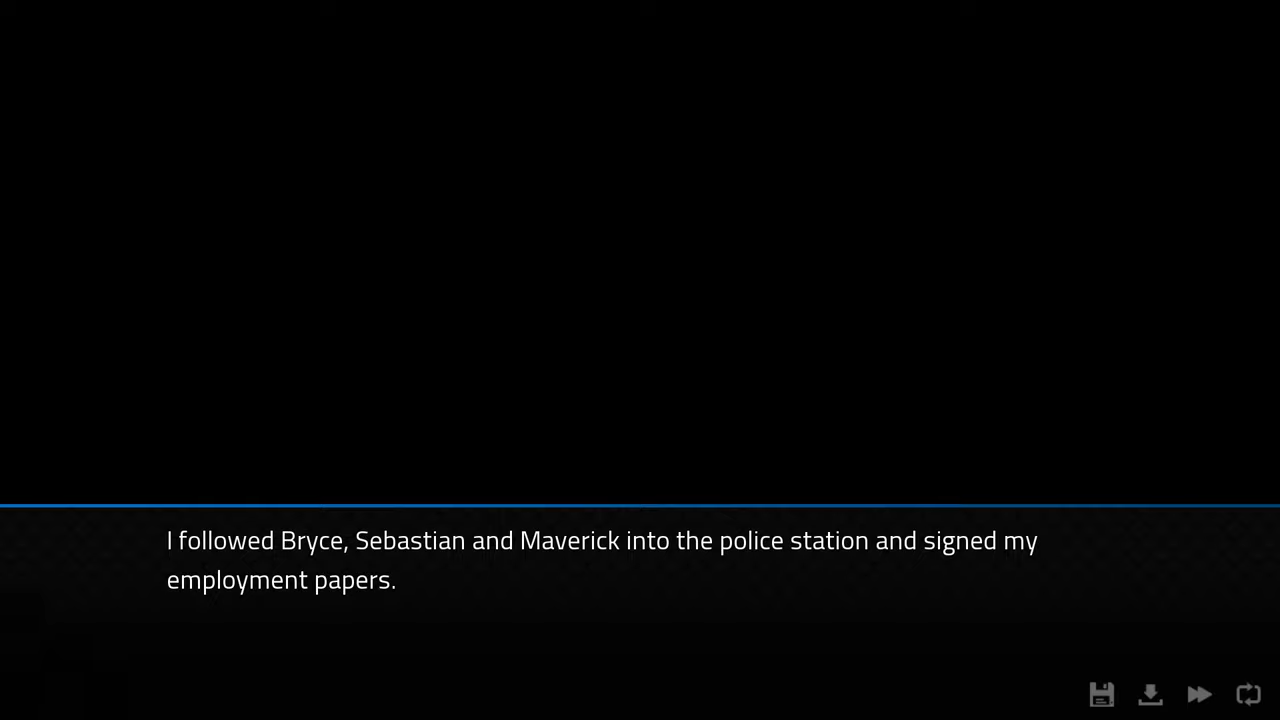 I followed Bryce, Sebastian and Maverick into the police station and signed my
employment papers.